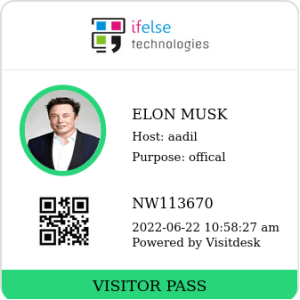 ifelse
technologies
ELON MUSK
Host: aadil
Purpose: offical
NW113670
2022-06-22 10:58:27 am
Powered by Visitdesk
VISITOR PASS